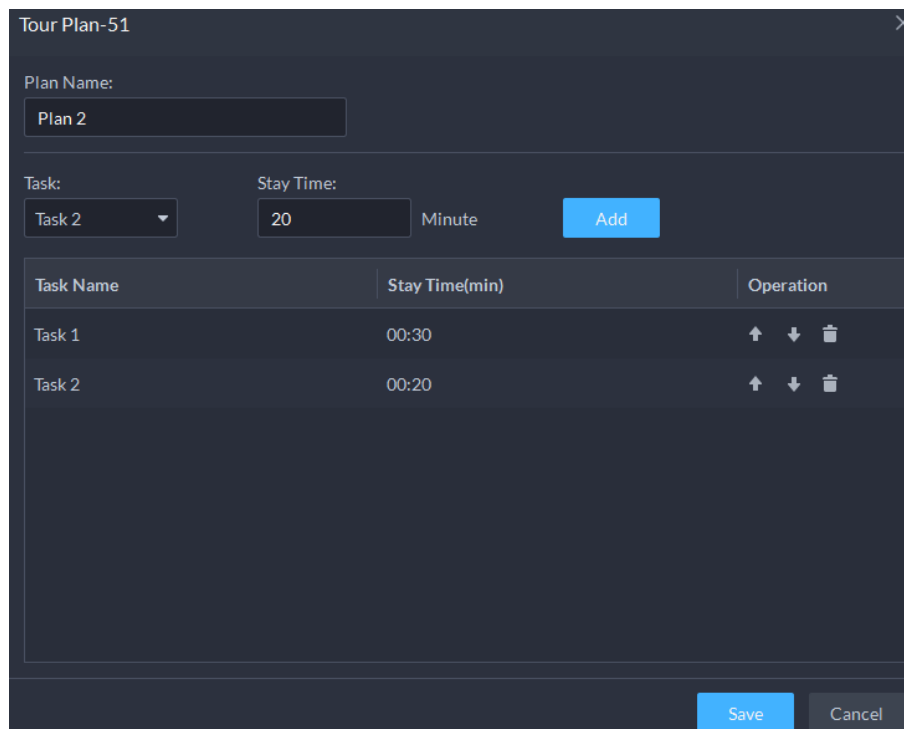 Tour Plan-51
Plan Name:
Plan 2
Task: Stay Time:
Task 2 20 Minute Add
Task Name Stay Time(min) Operation
Task 1 00:30
Task 2 00:20
Save Cancel